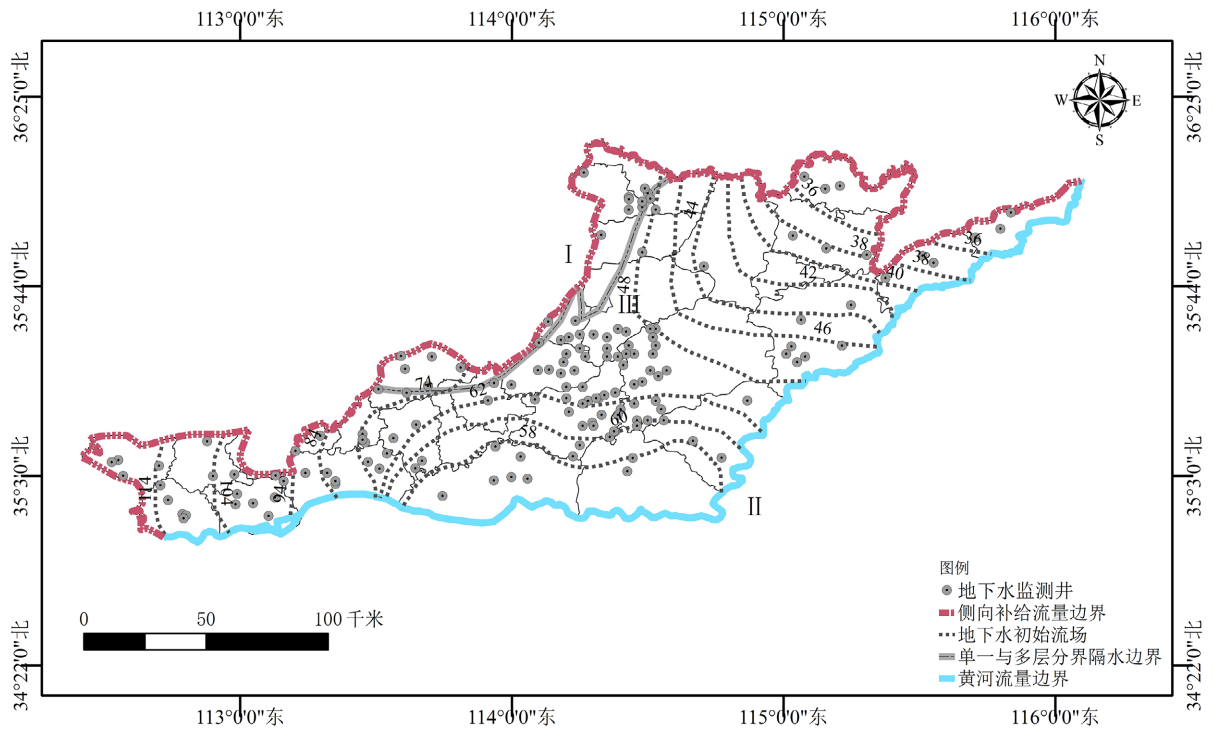 113°0'0"东 114°0'0"东 115°0'0"东 116°0'0"东
36°25'0"北 36°25'0"北
N
W E
S
36
44
I
38 36
38
40
48 42
35°44'0"北 35°44'0"北
III
46
74 62
60
84 58
114 104 94
35°3'0"北 35°3'0"北
II
图例
地下水监测井
0 50 100 千米
侧向补给流量边界
地下水初始流场
单一与多层分界隔水边界
黄河流量边界
34°22'0"北 34°22'0"北
113°0'0"东 114°0'0"东 115°0'0"东 116°0'0"东